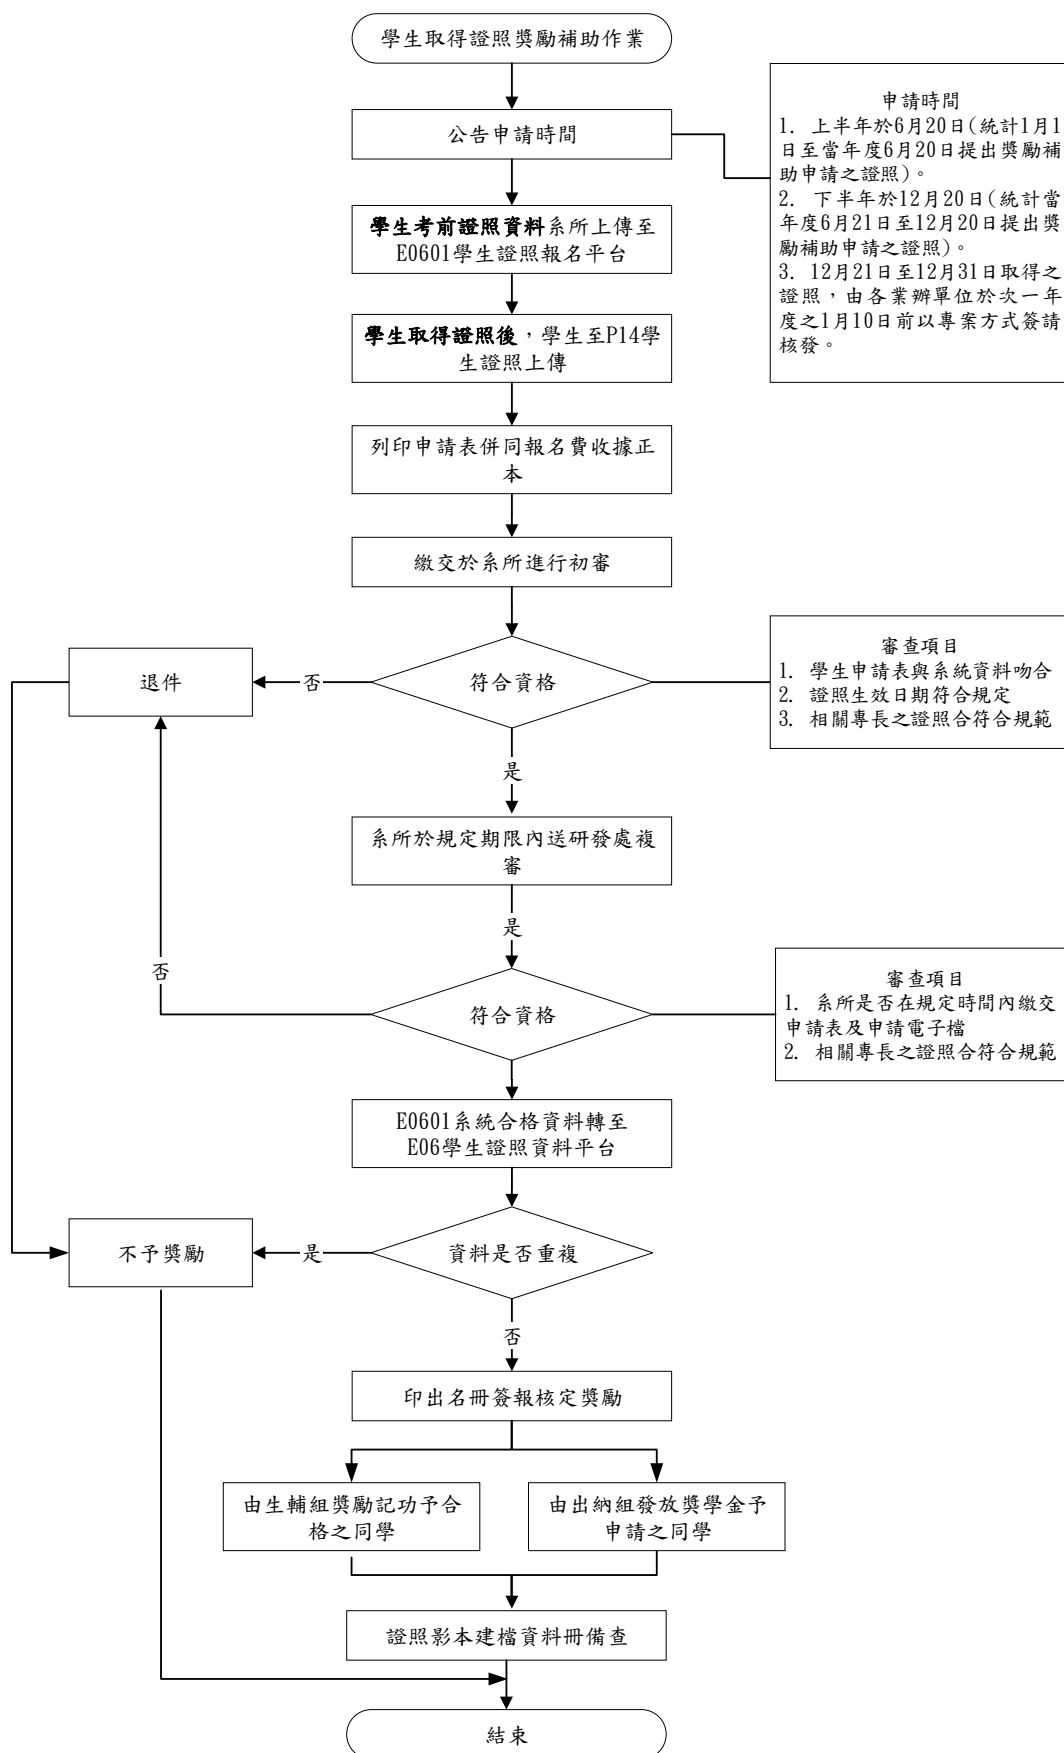 學生取得證照獎勵補助作業
公告申請時間
申請時間
1. 上半年於6月20日(統計1月1
日至當年度6月20日提出獎勵補
助申請之證照)。
2. 下半年於12月20日(統計當
年度6月21日至12月20日提出獎
勵補助申請之證照)。
3. 12月21日至12月31日取得之
證照，由各業辦單位於次一年
度之1月10日前以專案方式簽請
核發。
學生考前證照資料系所上傳至
E0601學生證照報名平台
學生取得證照後，學生至P14學
生證照上傳
列印申請表併同報名費收據正
本
繳交於系所進行初審
符合資格
否
退件
審查項目
1. 學生申請表與系統資料吻合
2. 證照生效日期符合規定
3. 相關專長之證照合符合規範
是
系所於規定期限內送研發處複
審
是
否
符合資格
審查項目
1. 系所是否在規定時間內繳交
申請表及申請電子檔
2. 相關專長之證照合符合規範
E0601系統合格資料轉至
E06學生證照資料平台
資料是否重複
是
不予獎勵
否
印出名冊簽報核定獎勵
由生輔組獎勵記功予合
格之同學
由出納組發放獎學金予
申請之同學
證照影本建檔資料冊備查
結束